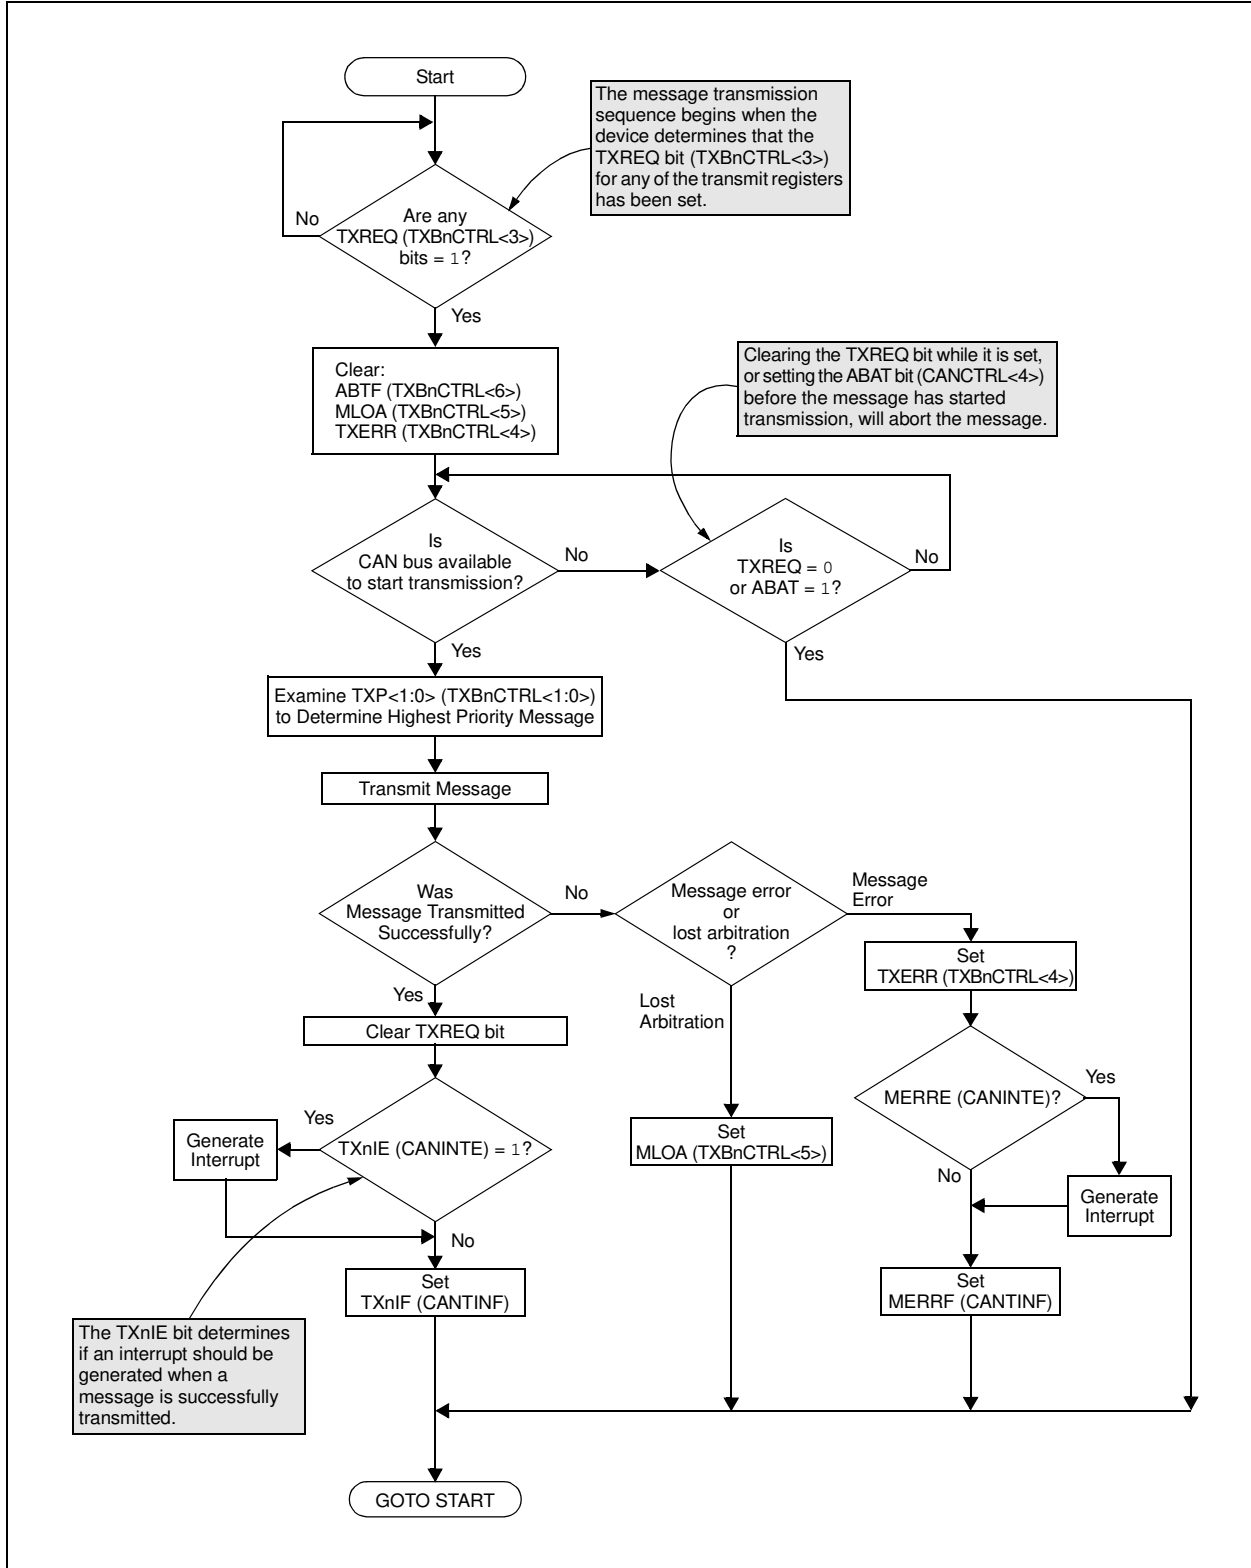 Start
The message transmission
sequence begins when the
device determines that the
TXREQ bit (TXBnCTRL<3>)
for any of the transmit registers
has been set.
No
Are any
TXREQ (TXBnCTRL<3>)
bits = 1?
Yes
Clear:
ABTF (TXBnCTRL<6>)
MLOA (TXBnCTRL<5>)
TXERR (TXBnCTRL<4>)
Clearing the TXREQ bit while it is set,
or setting the ABAT bit (CANCTRL<4>)
before the message has started
transmission, will abort the message.
Is
CAN bus available
to start transmission?
No
Is
TXREQ = 0
or ABAT = 1?
No
Yes
Yes
Examine TXP<1:0> (TXBnCTRL<1:0>)
to Determine Highest Priority Message
Transmit Message
Was
Message Transmitted
Successfully?
No
Message error
or
lost arbitration
?
Message
Error
Set
TXERR (TXBnCTRL<4>)
Yes
Lost
Arbitration
Clear TXREQ bit
MERRE (CANINTE)?
Yes
Yes
Generate
Interrupt
TXnIE (CANINTE) = 1?
Set
MLOA (TXBnCTRL<5>)
No
Generate
Interrupt
No
Set
TXnIF (CANTINF)
Set
MERRF (CANTINF)
The TXnIE bit determines
if an interrupt should be
generated when a
message is successfully
transmitted.
GOTO START